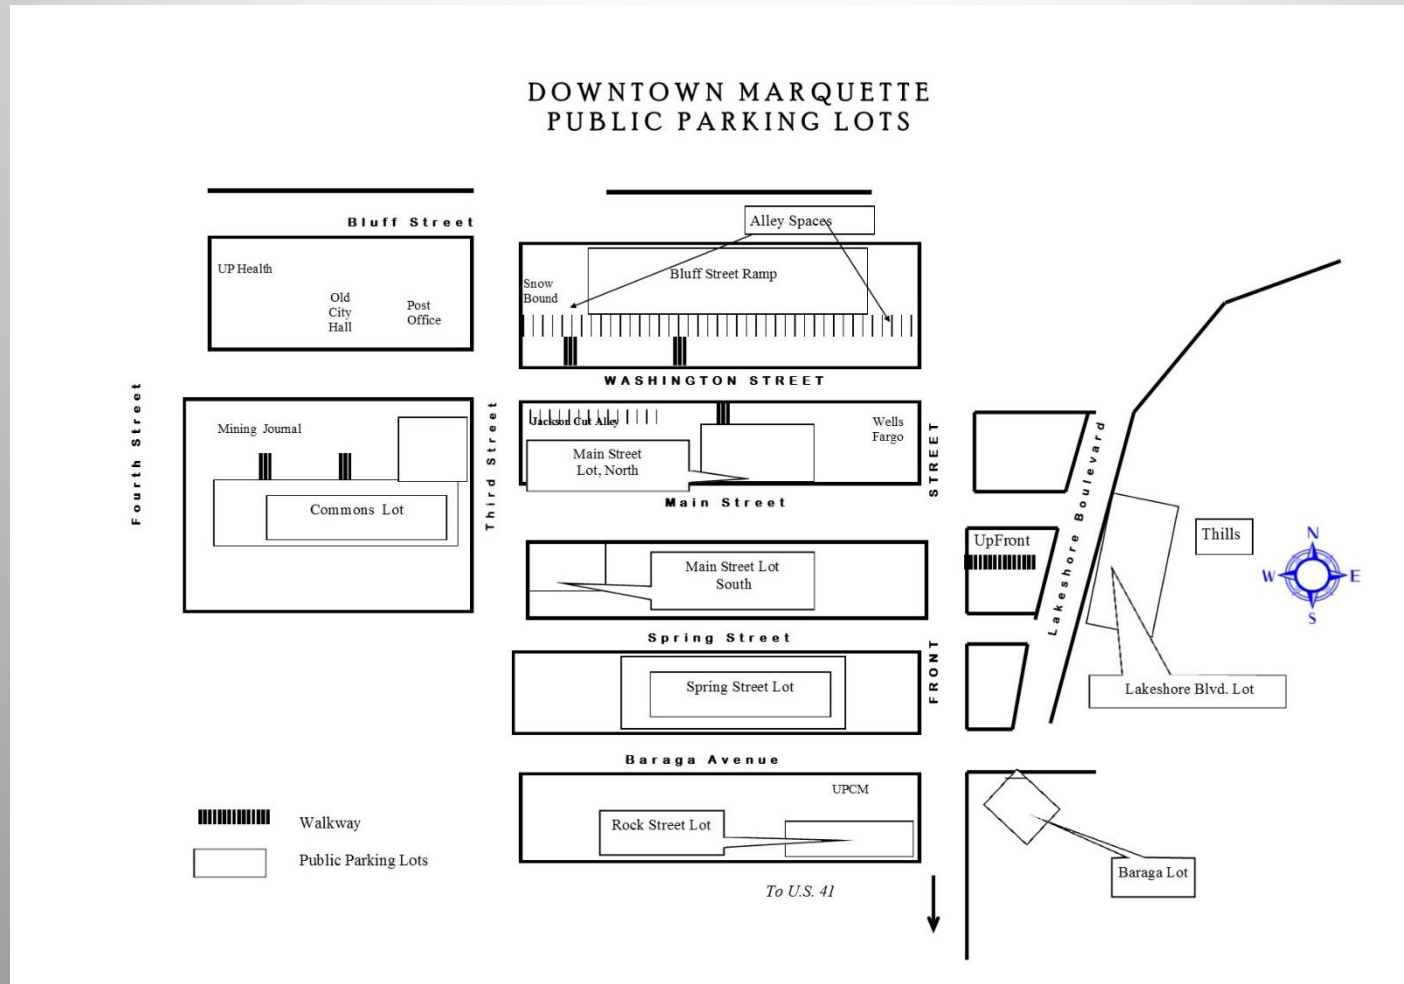 DOWNTOWN MARQUETTE
PUBLIC PARKING LOTS
Bluff Street
Alley Spaces
UP Health
Old
City
Hall
Post
Office
Snow
Bound
Bluff Street Ramp
WASHINGTON STREET
Fourth Street
Mining Journal
Commons Lot
Third Street
Jackson Cut Alley
Main Street
Lot, North
Wells
Fargo
Main Street
FRONT STREET
Lakeshore Boulevard
UpFront
Thills
N
W
E
S
Main Street Lot
South
Spring Street
Spring Street Lot
Lakeshore Blvd. Lot
Baraga Avenue
UPCM
Rock Street Lot
Baraga Lot
Walkway
Public Parking Lots
To U.S. 41